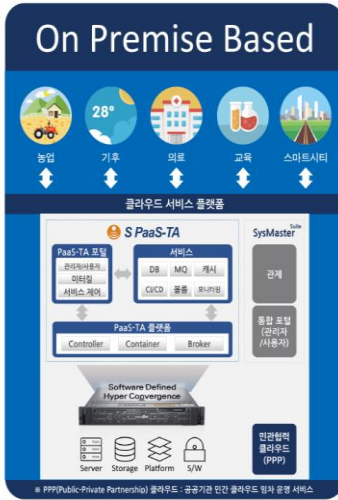 On Premise Based
28°
농업 기후 의료 교육 스마트시티
클라우드 서비스 플랫폼
S PaaS-TA
SysMaster Suite
PaaS-TA 포탈
관리자/사용자
미터링
서비스 제어
서비스
DB MQ 캐시
CI/CD 볼륨 모니터링
관제
통합 포탈
(관리자
/사용자)
PaaS-TA 플랫폼
Controller Container Broker
Software Defined
Hyper Convergence
Server Storage Platform S/W
민관협력
클라우드
(PPP)
※ PPP(Public-Private Partnership) 클라우드 : 공공기관 민간 클라우드 임차 운영 서비스